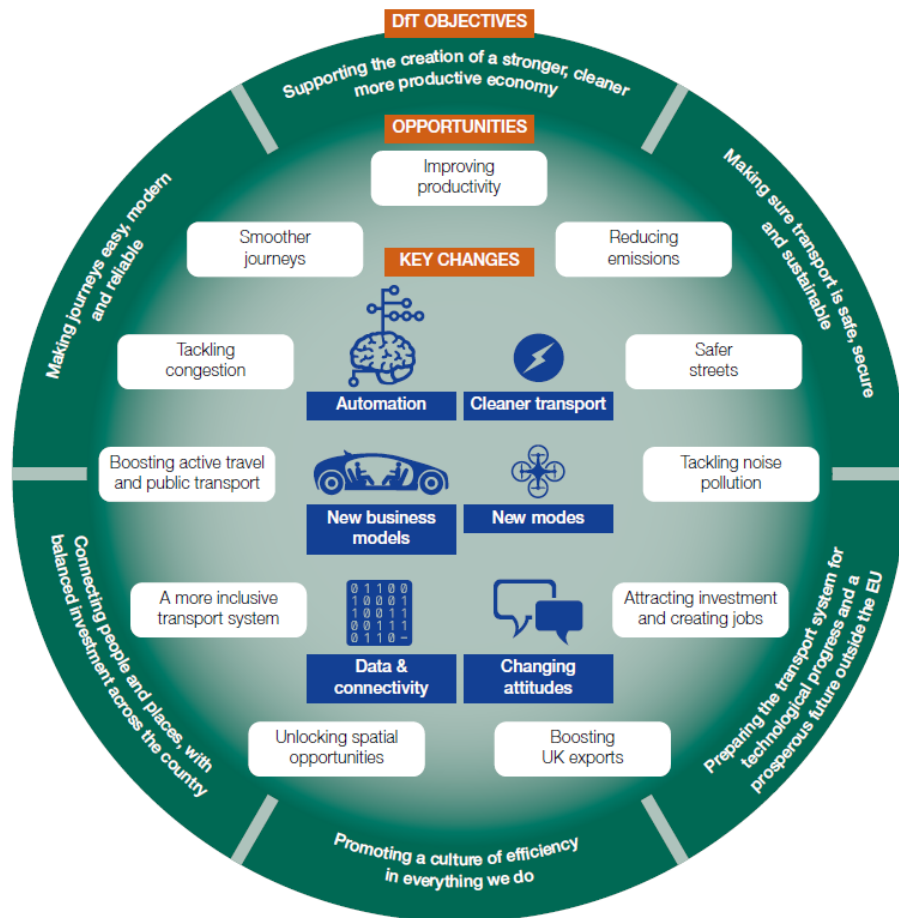 DfT OBJECTIVES
Supporting the creation of a stronger, cleaner
more productive economy
OPPORTUNITIES
Improving
productivity
Smoother
journeys
Reducing
emissions
KEY CHANGES
Making journeys easy, modern
and reliable
Making sure transport is safe, secure
and sustainable
Tackling
congestion
Safer
streets
Automation
Cleaner transport
Boosting active travel
and public transport
Tackling noise
pollution
New business
models
New modes
A more inclusive
transport system
0 1 1 0 0
1 0 0 0 1
1 0 0 1 1
0 0 1 1 1
0 1 1 0 –
Attracting investment
and creating jobs
Data &
connectivity
Changing
attitudes
Connecting people and places, with
balanced investment across the country
Preparing the transport system for
technological progress and a
prosperous future outside the EU
Unlocking spatial
opportunities
Boosting
UK exports
Promoting a culture of efficiency
in everything we do